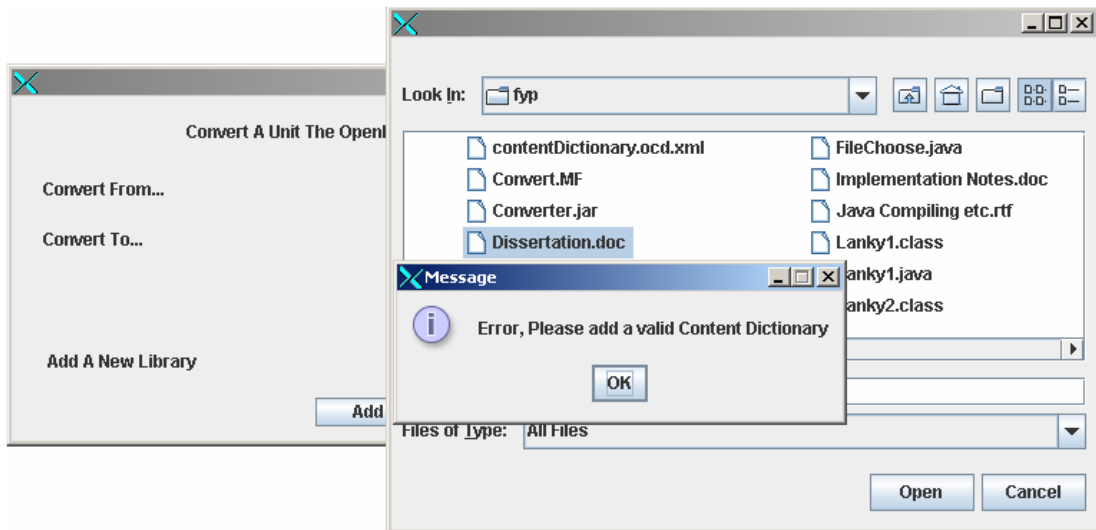 Convert A Unit The Open
Convert From...
Convert To...
Add A New Library
Add
Look In:
fyp
contentDictionary.ocd.xml
FileChoose.java
Convert.MF
Implementation Notes.doc
Converter.jar
Java Compiling etc.rtf
Dissertation.doc
Lanky1.class
anky1.java
anky2.class
Message
Error, Please add a valid Content Dictionary
OK
Files of Type:
All Files
Open
Cancel